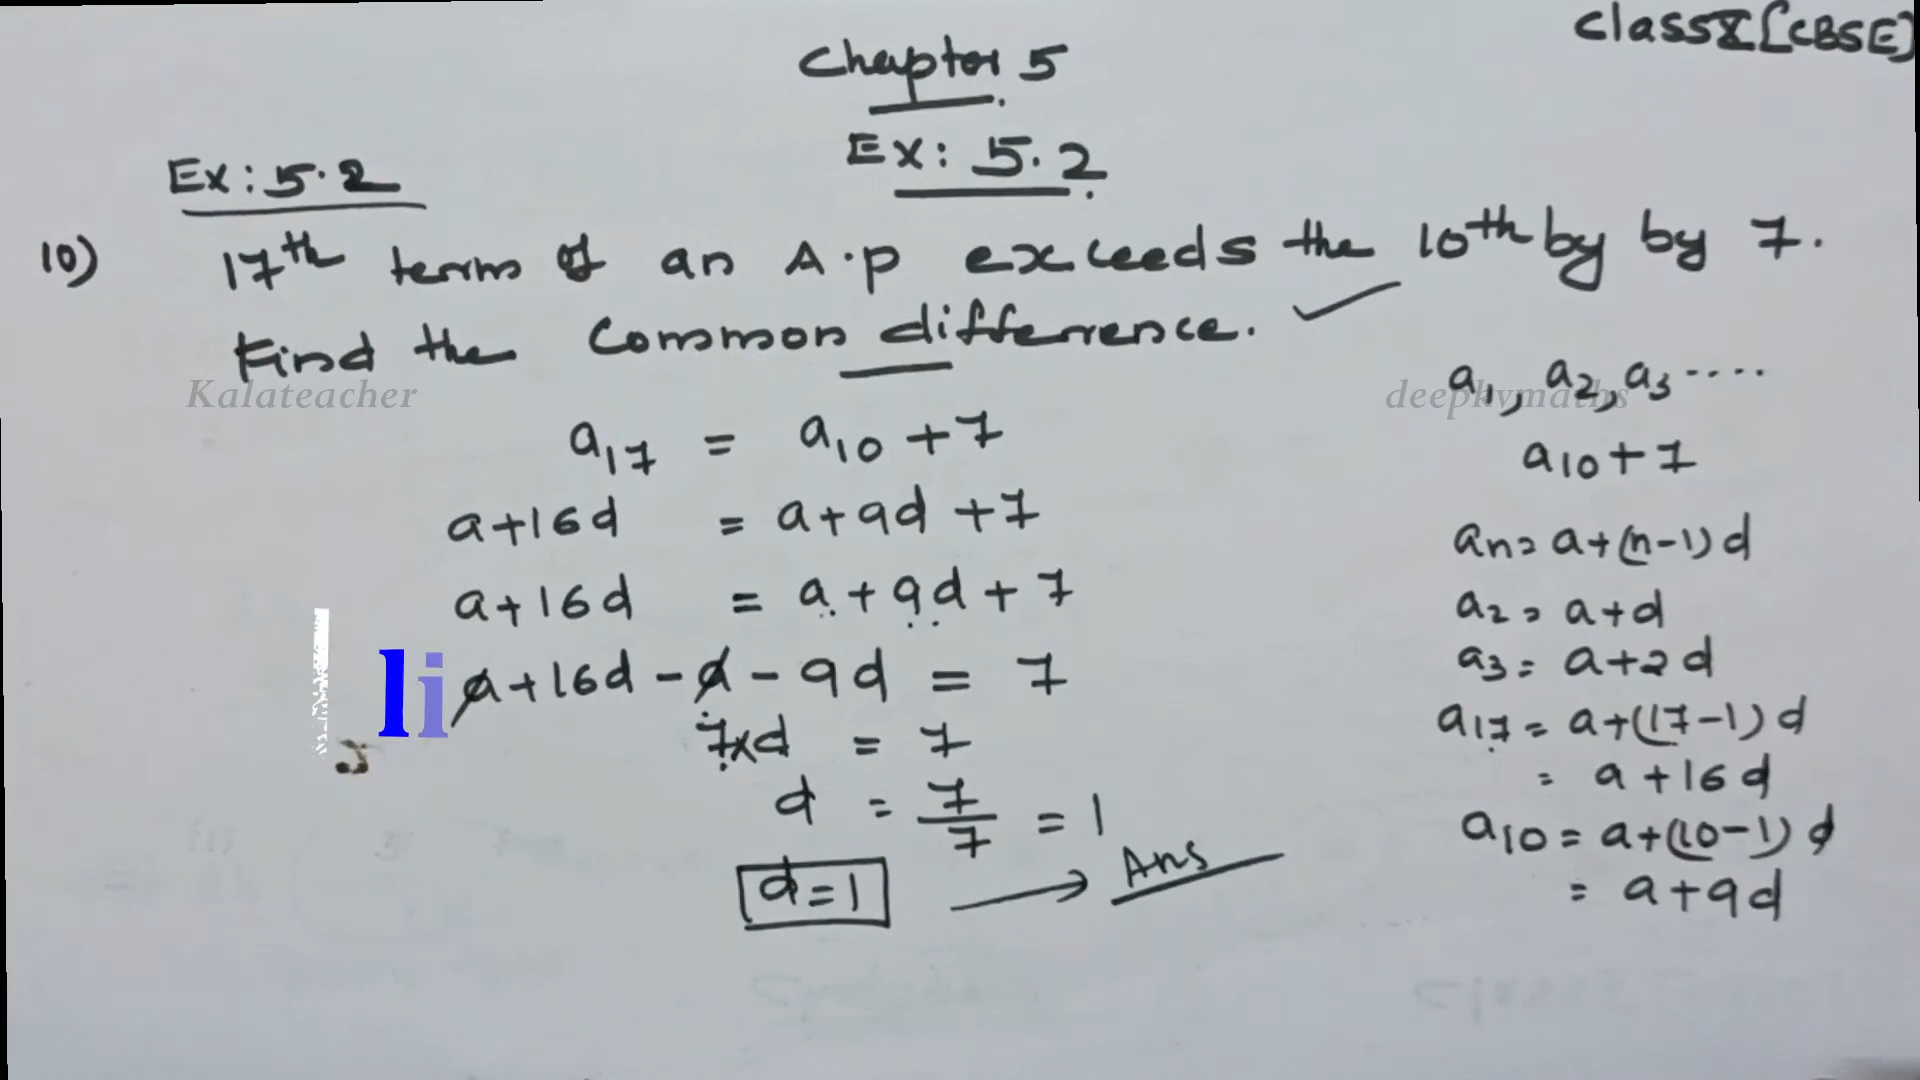 Class X [CBSE]
Chapter 5
Ex: 5.2
Ex: 5.2
10) 17th term of an A.p exceeds the 10th by by 7.
Find the Common difference.
Kalateacher
deepkvmaths
a17 = a10 + 7
a+16d = a+9d +7
a+16d = a+9d+7
li
a+16d - a - 9d = 7
7xd = 7
d = 7/7 = 1
d=1 → Ans
a1, a2, a3 ....
a10+7
an = a+(n-1)d
a2 = a+d
a3 = a+2d
a17 = a+(17-1)d
= a+16d
a10 = a+(10-1)d
= a+9d